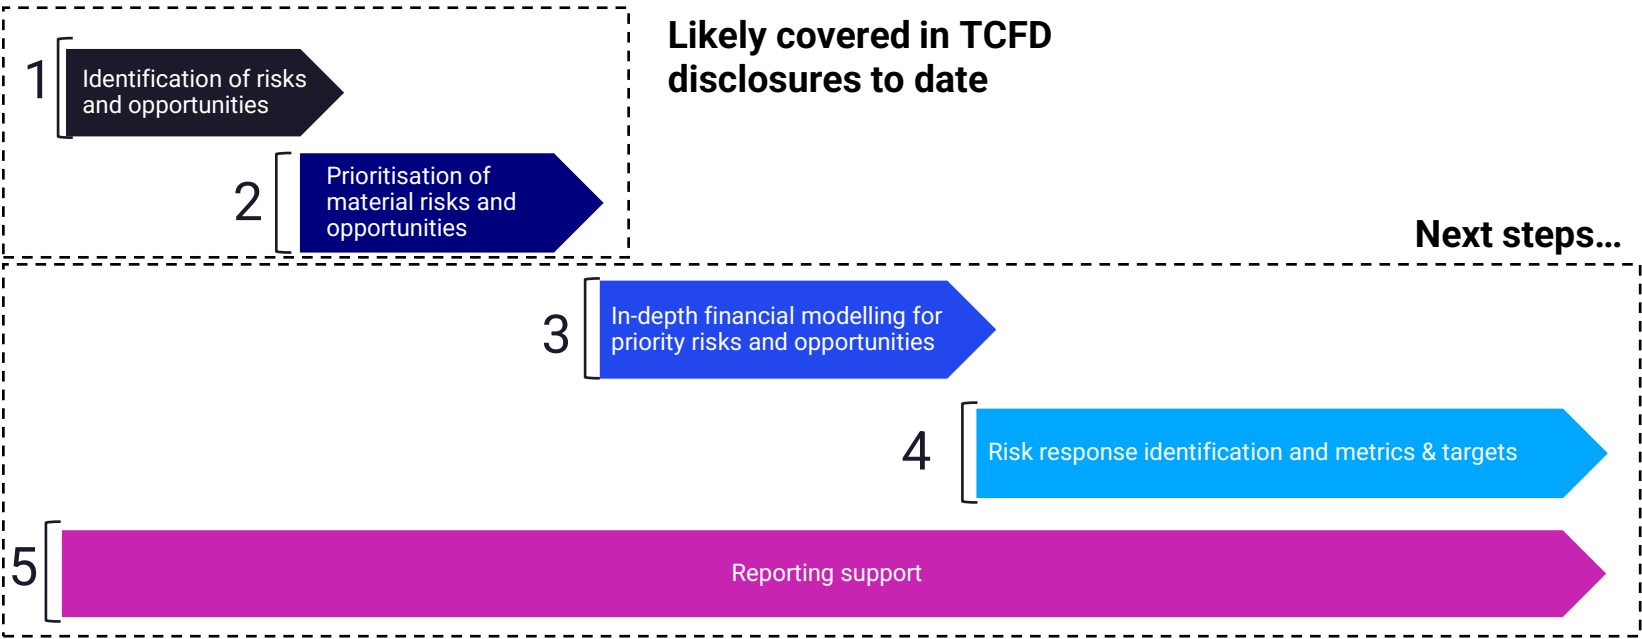 Likely covered in TCFD
disclosures to date
1
Identification of risks
and opportunities
2
Prioritisation of
material risks and
opportunities
Next steps...
3
In-depth financial modelling for
priority risks and opportunities
4
Risk response identification and metrics & targets
5
Reporting support